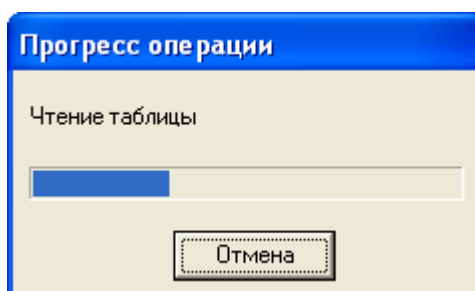 Прогресс операции
Чтение таблицы
Отмена